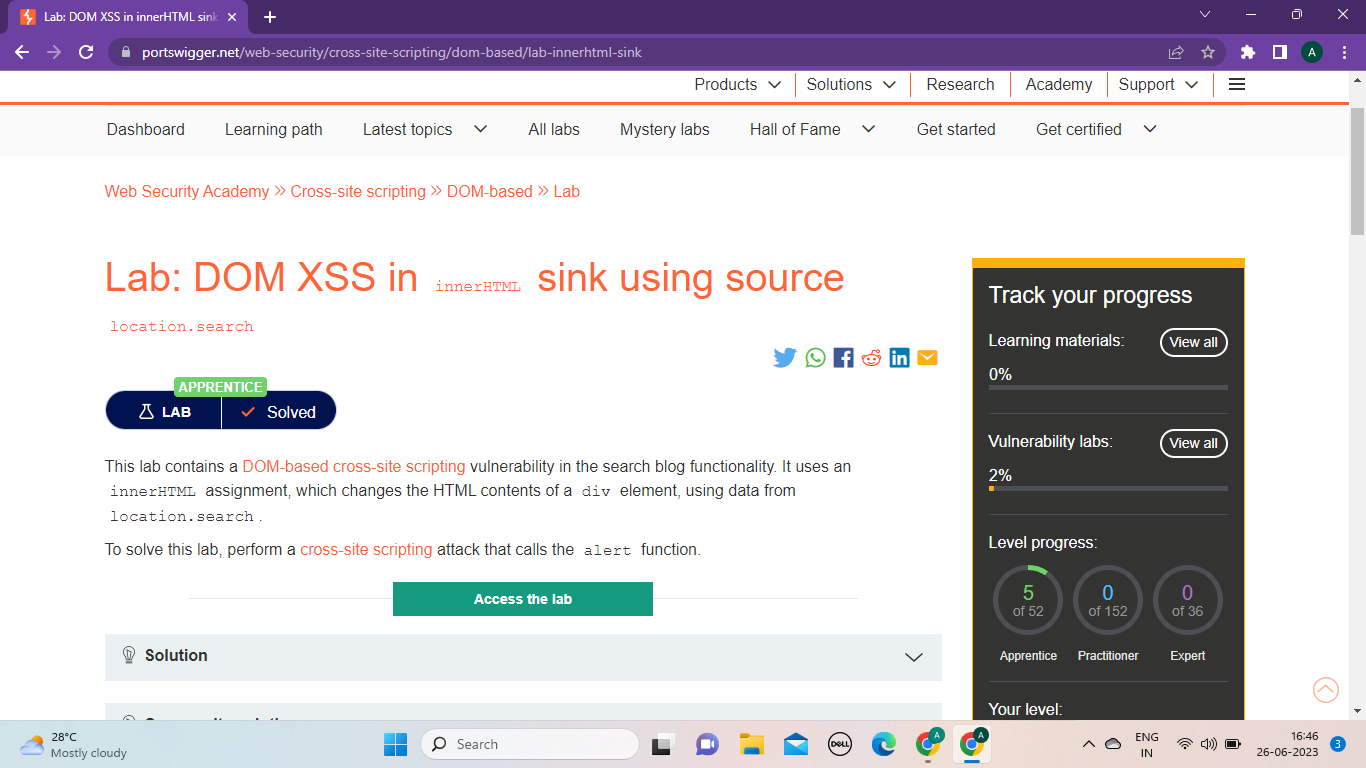 Lab: DOM XSS in innerHTML sink
portswigger.net/web-security/cross-site-scripting/dom-based/lab-innerhtml-sink
A
Products Solutions Research Academy Support
Dashboard Learning path Latest topics All labs Mystery labs Hall of Fame Get started Get certified
Web Security Academy » Cross-site scripting » DOM-based » Lab
Lab: DOM XSS in innerHTML sink using source
location.search
APPRENTICE
LAB Solved
This lab contains a DOM-based cross-site scripting vulnerability in the search blog functionality. It uses an
innerHTML assignment, which changes the HTML contents of a div element, using data from
location.search .
To solve this lab, perform a cross-site scripting attack that calls the alert function.
Access the lab
Solution
Track your progress
Learning materials: View all
0%
Vulnerability labs: View all
2%
Level progress:
5 0 0
of 52 of 152 of 36
Apprentice Practitioner Expert
Your level:
28°C
Mostly cloudy
Search
DELL
A
A
ENG
IN
16:46
26-06-2023
3